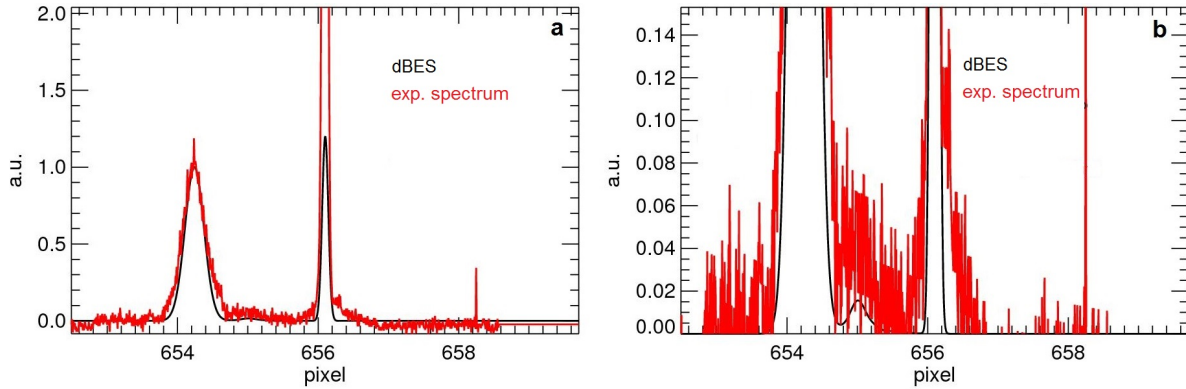 a
2.0
1.5
1.0
0.5
0.0
a.u.
dBES
exp. spectrum
654
656
658
pixel
b
0.14
0.12
0.10
0.08
0.06
0.04
0.02
0.00
a.u.
dBES
exp. spectrum
654
656
658
pixel